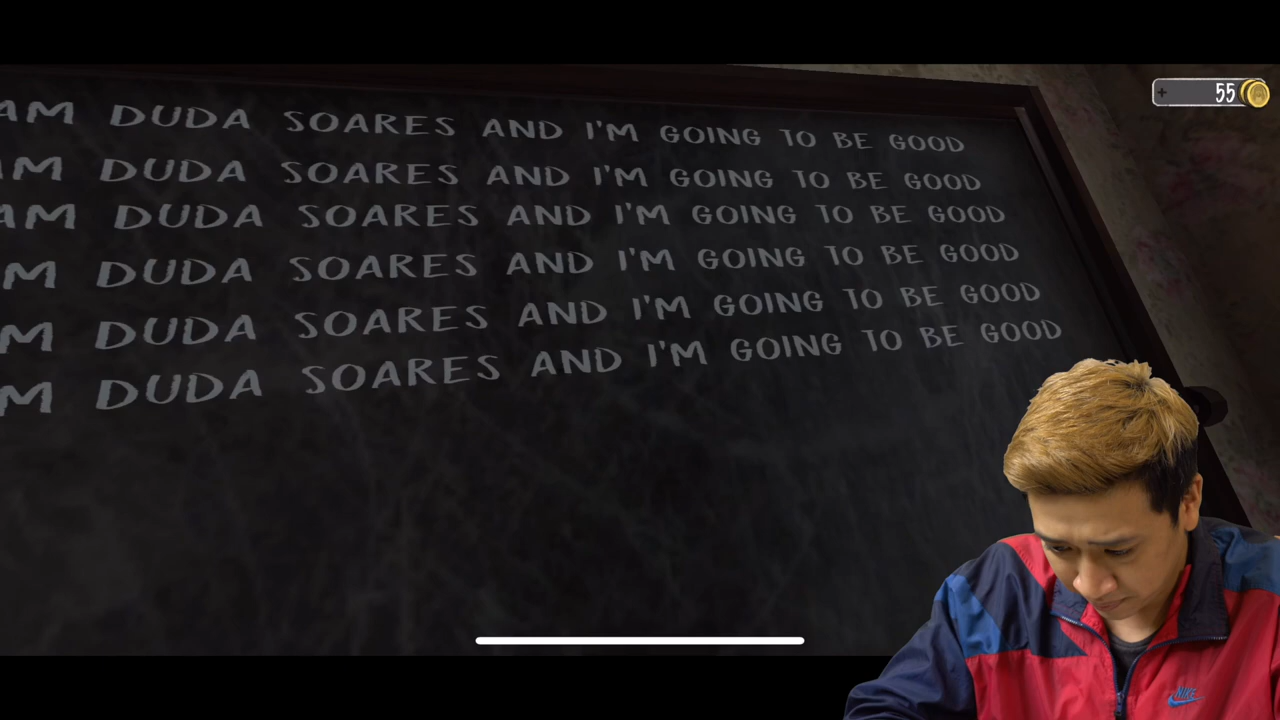 AM DUDA SOARES AND I'M GOING TO BE GOOD
AM DUDA SOARES AND I'M GOING TO BE GOOD
AM DUDA SOARES AND I'M GOING TO BE GOOD
M DUDA SOARES AND I'M GOING TO BE GOOD
M DUDA SOARES AND I'M GOING TO BE GOOD
M DUDA SOARES AND I'M GOING TO BE GOOD
+ 55
NIKE